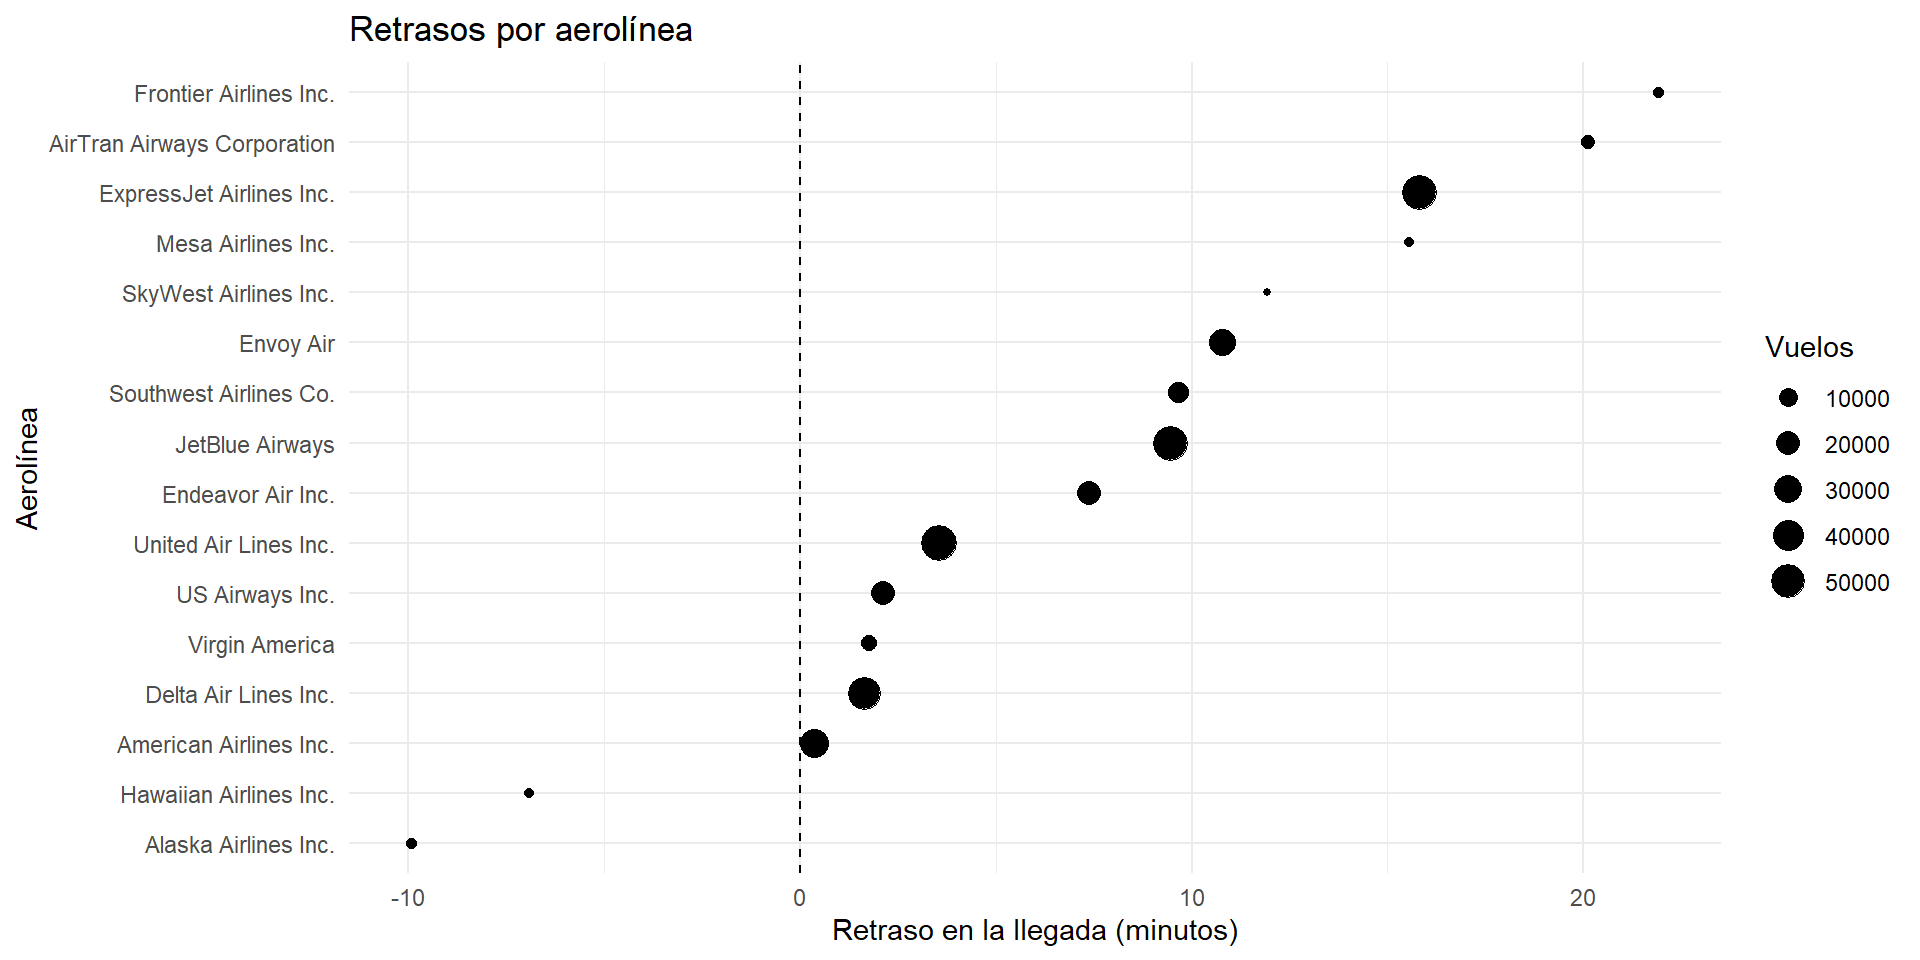 Retrasos por aerolínea
Frontier Airlines Inc.
AirTran Airways Corporation
ExpressJet Airlines Inc.
Mesa Airlines Inc.
SkyWest Airlines Inc.
Envoy Air
Southwest Airlines Co.
JetBlue Airways
Endeavor Air Inc.
United Air Lines Inc.
US Airways Inc.
Virgin America
Delta Air Lines Inc.
American Airlines Inc.
Hawaiian Airlines Inc.
Alaska Airlines Inc.
Aerolínea
-10 0 10 20
Retraso en la llegada (minutos)
Vuelos
10000
20000
30000
40000
50000